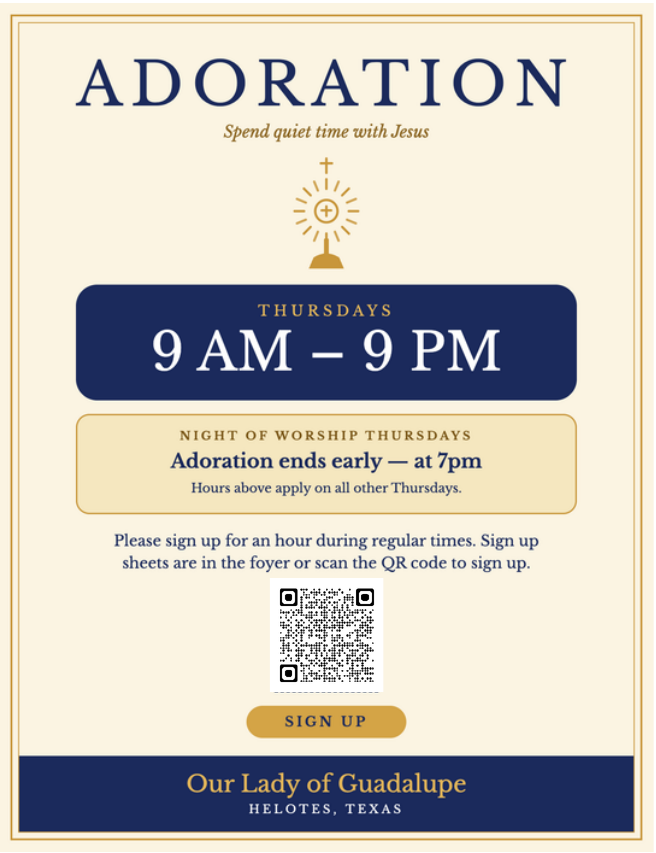 ADORATION
Spend quiet time with Jesus
THURSDAYS
9 AM – 9 PM
NIGHT OF WORSHIP THURSDAYS
Adoration ends early — at 7pm
Hours above apply on all other Thursdays.
Please sign up for an hour during regular times. Sign up
sheets are in the foyer or scan the QR code to sign up.
SIGN UP
Our Lady of Guadalupe
HELOTES, TEXAS